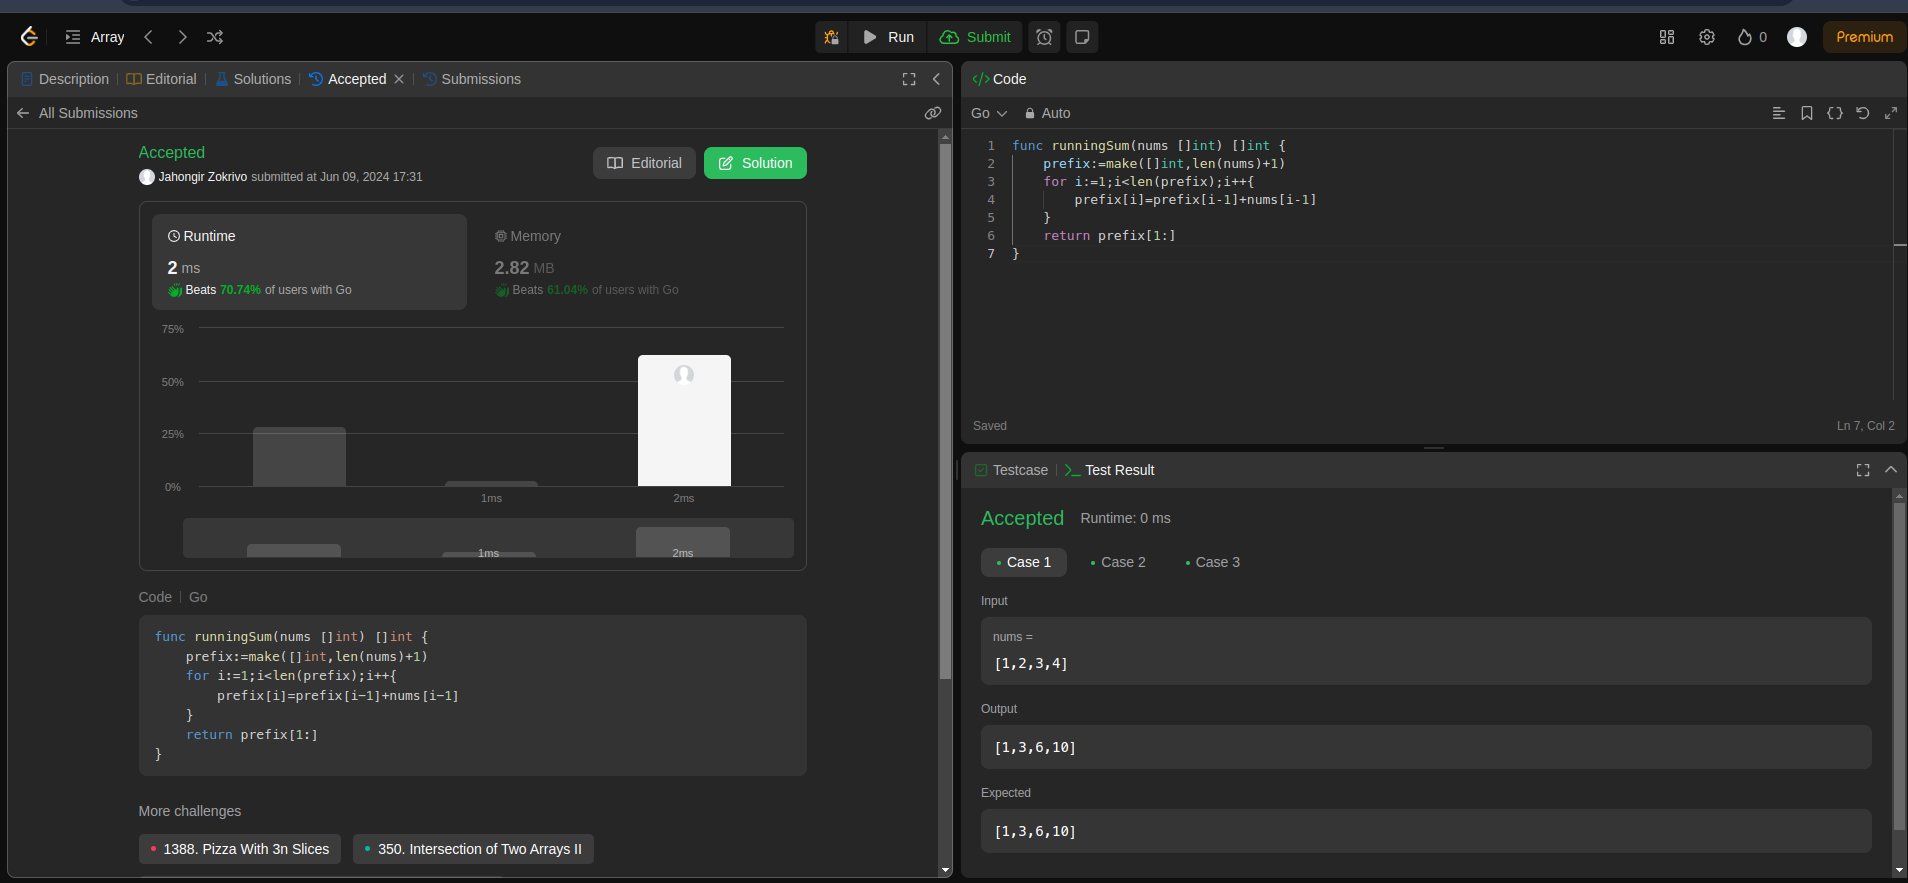 Array
Run
Submit
0
Premium
Description
Editorial
Solutions
Accepted
Submissions
All Submissions
Accepted
Jahongir Zokrivo submitted at Jun 09, 2024 17:31
Editorial
Solution
Runtime
2 ms
Beats 70.74% of users with Go
Memory
2.82 MB
Beats 61.04% of users with Go
75%
50%
25%
0%
1ms
2ms
1ms
2ms
Code
Go
func runningSum(nums []int) []int {
    prefix:=make([]int,len(nums)+1)
    for i:=1;i<len(prefix);i++{
        prefix[i]=prefix[i-1]+nums[i-1]
    }
    return prefix[1:]
}
More challenges
1388. Pizza With 3n Slices
350. Intersection of Two Arrays II
</> Code
Go
Auto
1 func runningSum(nums []int) []int {
2     prefix:=make([]int,len(nums)+1)
3     for i:=1;i<len(prefix);i++{
4         prefix[i]=prefix[i-1]+nums[i-1]
5     }
6     return prefix[1:]
7 }
Saved
Ln 7, Col 2
Testcase
Test Result
Accepted
Runtime: 0 ms
Case 1
Case 2
Case 3
Input
nums =
[1,2,3,4]
Output
[1,3,6,10]
Expected
[1,3,6,10]